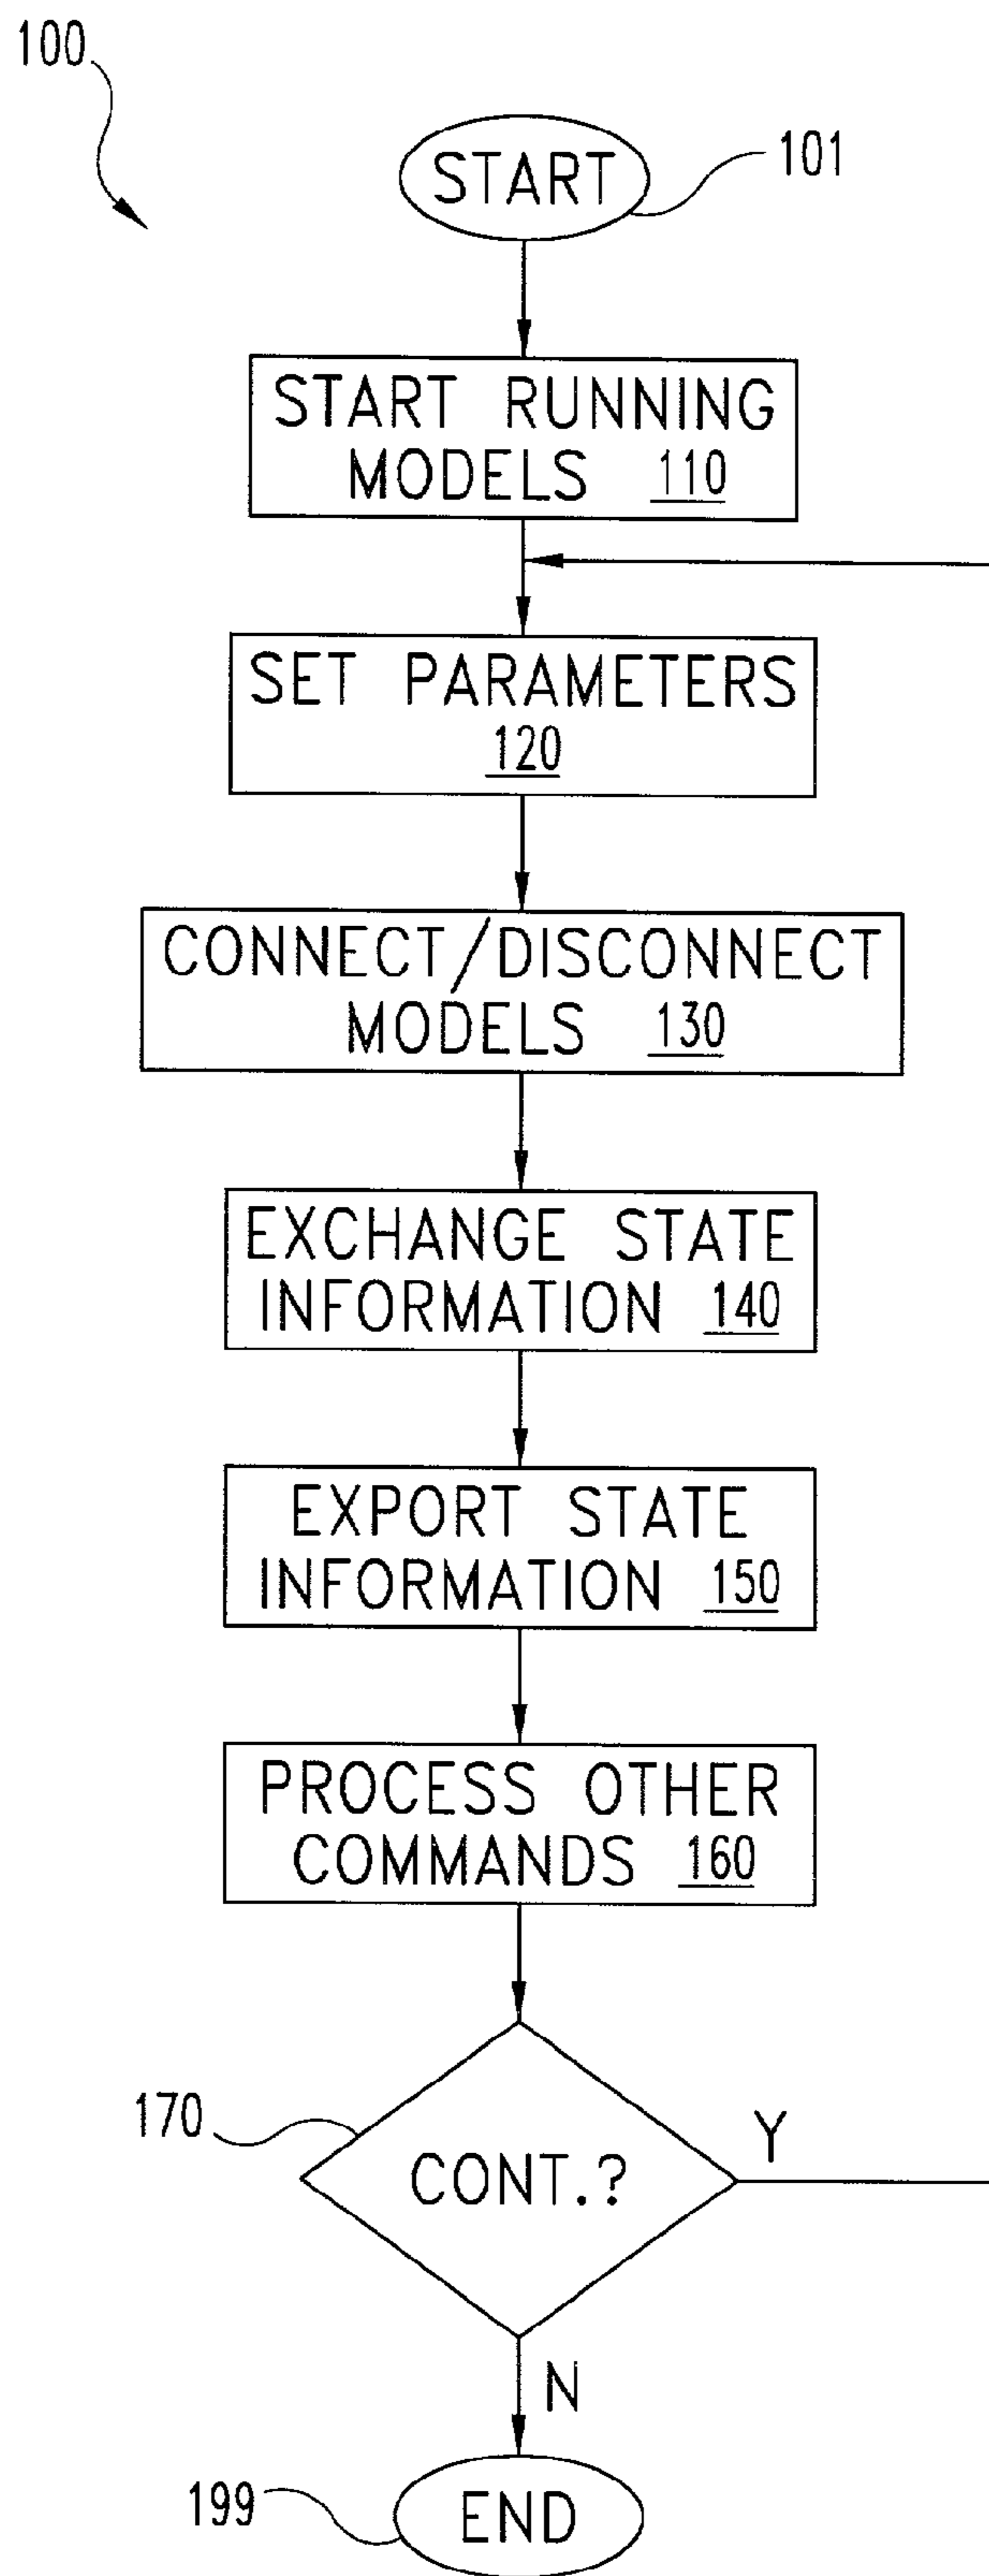 100
START
101
START RUNNING
MODELS 110
SET PARAMETERS
120
CONNECT/DISCONNECT
MODELS 130
EXCHANGE STATE
INFORMATION 140
EXPORT STATE
INFORMATION 150
PROCESS OTHER
COMMANDS 160
170
CONT.?
Y
N
199
END